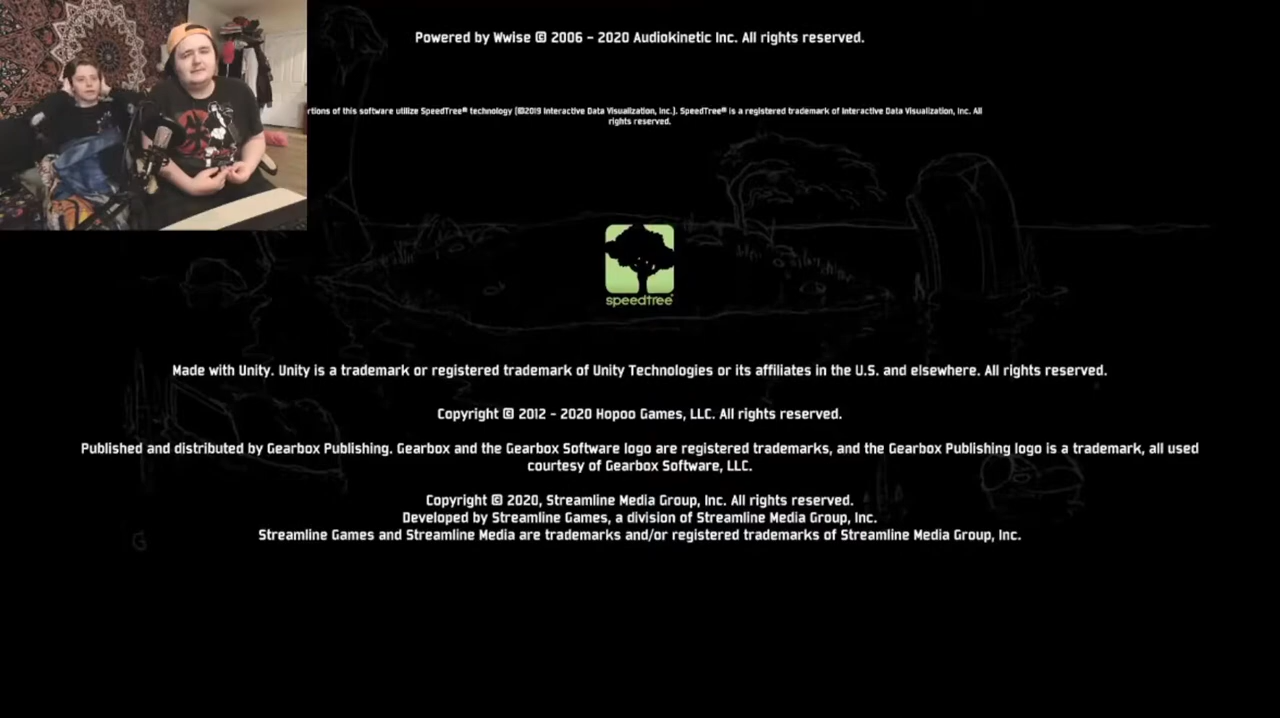 Powered by Wwise © 2006 - 2020 Audiokinetic Inc. All rights reserved.
of this software utilize SpeedTree® technology (©2019 Interactive Data Visualization, Inc.). SpeedTree® is a registered trademark of Interactive Data Visualization, Inc. All
rights reserved.
speedtree®
Made with Unity. Unity is a trademark or registered trademark of Unity Technologies or its affiliates in the U.S. and elsewhere. All rights reserved.
Copyright © 2012 - 2020 Hopoo Games, LLC. All rights reserved.
Published and distributed by Gearbox Publishing. Gearbox and the Gearbox Software logo are registered trademarks, and the Gearbox Publishing logo is a trademark, all used
courtesy of Gearbox Software, LLC.
Copyright © 2020, Streamline Media Group, Inc. All rights reserved.
Developed by Streamline Games, a division of Streamline Media Group, Inc.
Streamline Games and Streamline Media are trademarks and/or registered trademarks of Streamline Media Group, Inc.